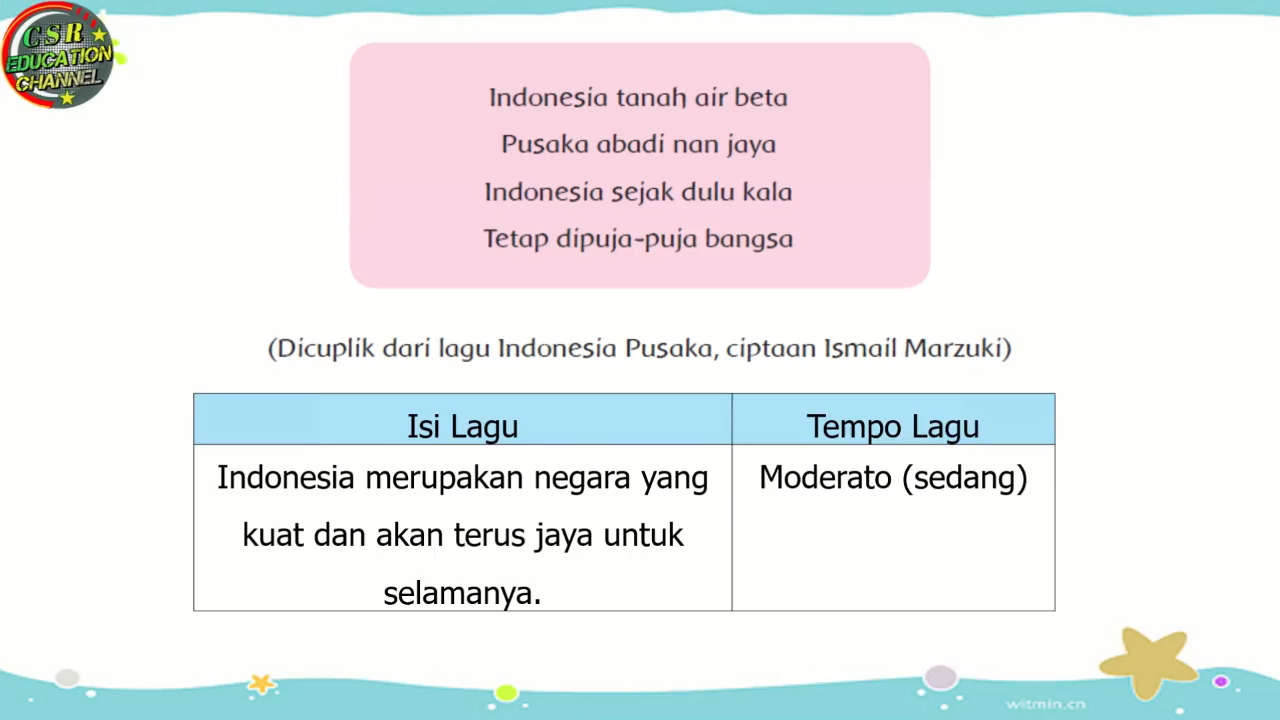 CSR
EDUCATION
CHANNEL
Indonesia tanah air beta
Pusaka abadi nan jaya
Indonesia sejak dulu kala
Tetap dipuja-puja bangsa
(Dicuplik dari lagu Indonesia Pusaka, ciptaan Ismail Marzuki)
Isi Lagu
Tempo Lagu
Indonesia merupakan negara yang
kuat dan akan terus jaya untuk
selamanya.
Moderato (sedang)
witmin.cn